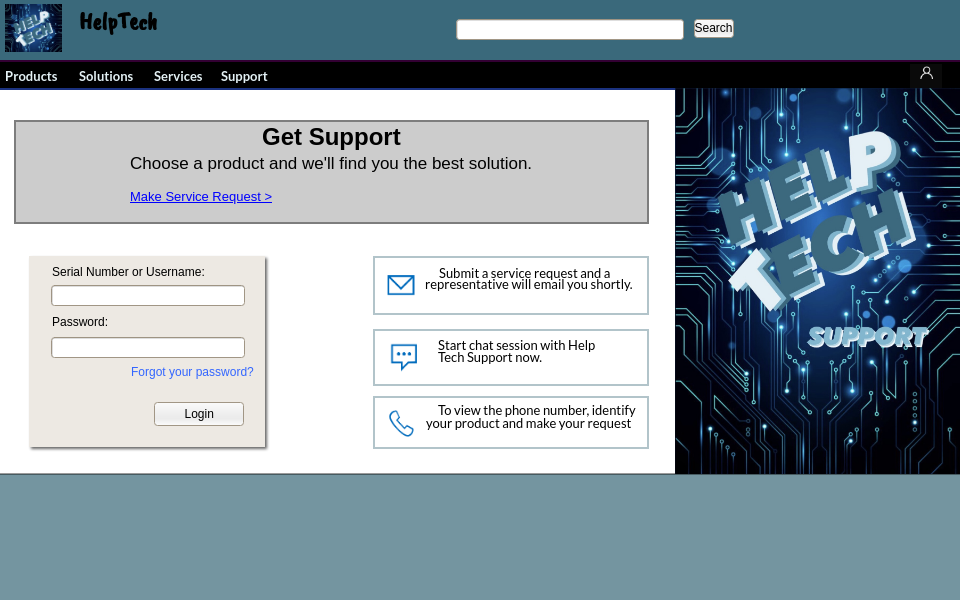 HELP
TECH
HelpTech
Search
Products Solutions Services Support
Get Support
Choose a product and we'll find you the best solution.
Make Service Request >
Serial Number or Username:
Password:
Forgot your password?
Login
Submit a service request and a
representative will email you shortly.
Start chat session with Help
Tech Support now.
To view the phone number, identify
your product and make your request
HELP
TECH
SUPPORT